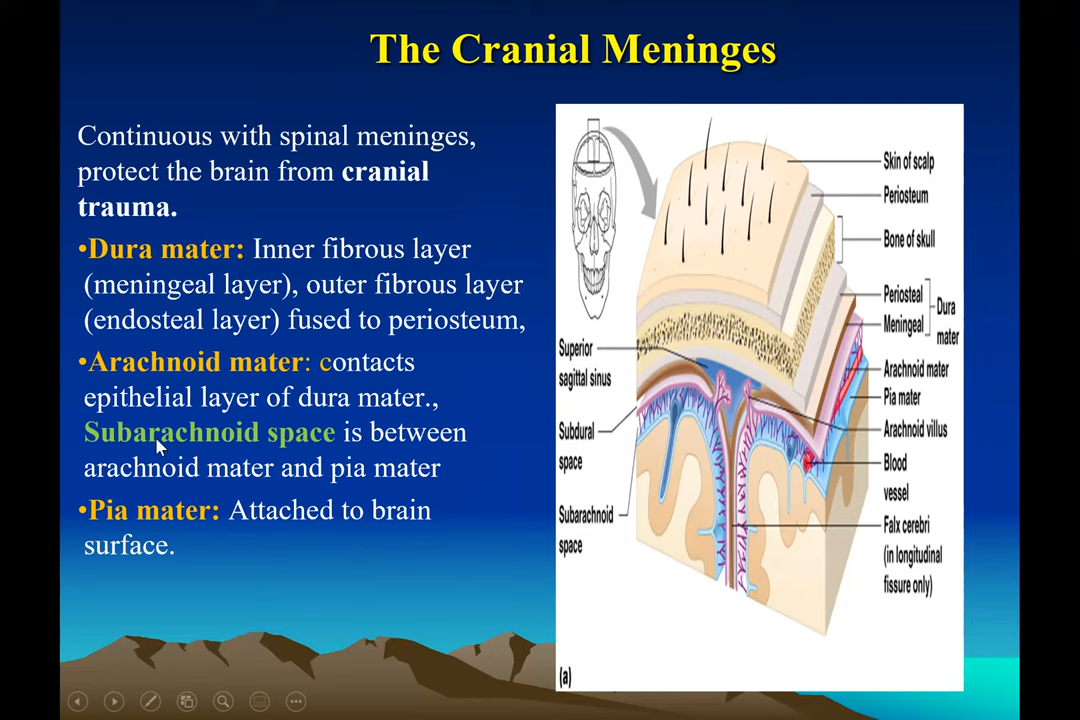 The Cranial Meninges
Continuous with spinal meninges,
protect the brain from cranial
trauma.
•Dura mater: Inner fibrous layer
(meningeal layer), outer fibrous layer
(endosteal layer) fused to periosteum,
•Arachnoid mater: contacts
epithelial layer of dura mater.,
Subarachnoid space is between
arachnoid mater and pia mater
•Pia mater: Attached to brain
surface.
Skin of scalp
Periosteum
Bone of skull
Periosteal
Meningeal
Dura
mater
Arachnoid mater
Pia mater
Arachnoid villus
Blood
vessel
Falx cerebri
(in longitudinal
fissure only)
Superior
sagittal sinus
Subdural
space
Subarachnoid
space
(a)